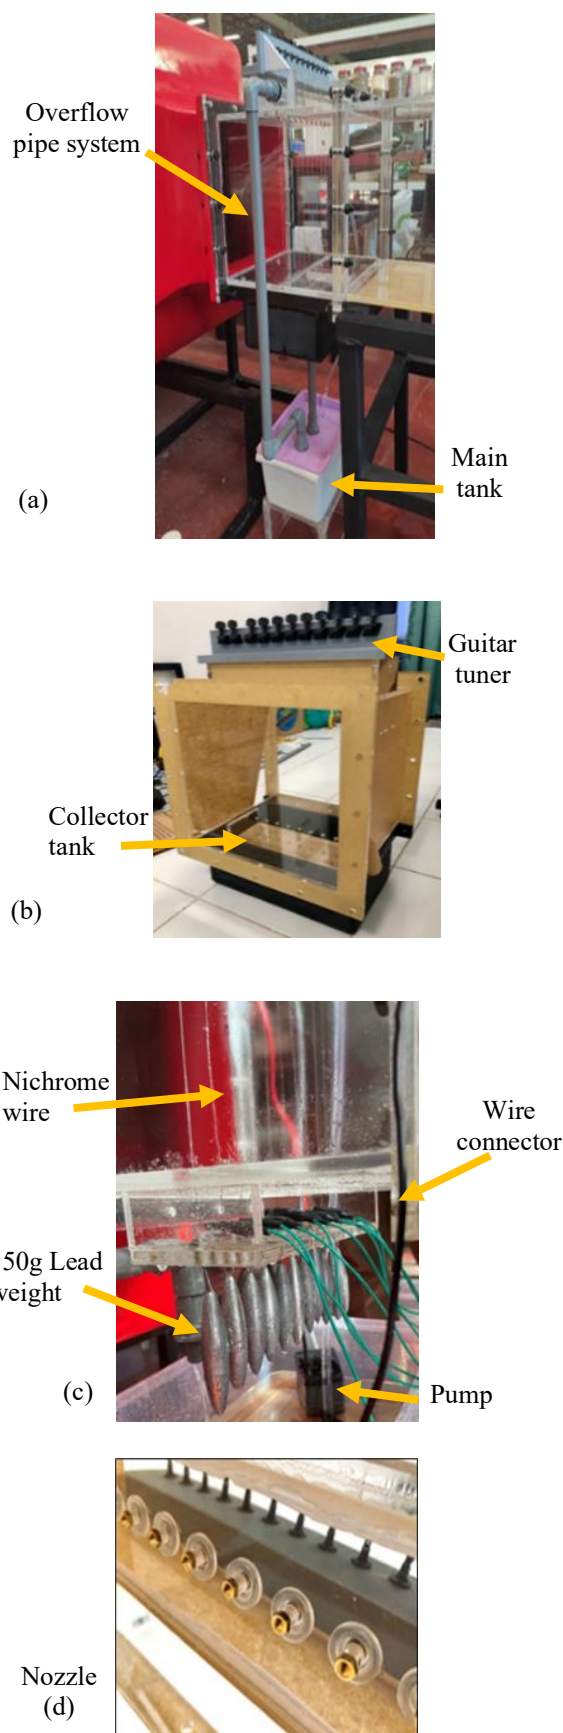 Overflow
pipe system
Main
tank
(a)
Guitar
tuner
Collector
tank
(b)
Nichrome
wire
Wire
connector
50g Lead
weight
(c)
Pump
Nozzle
(d)